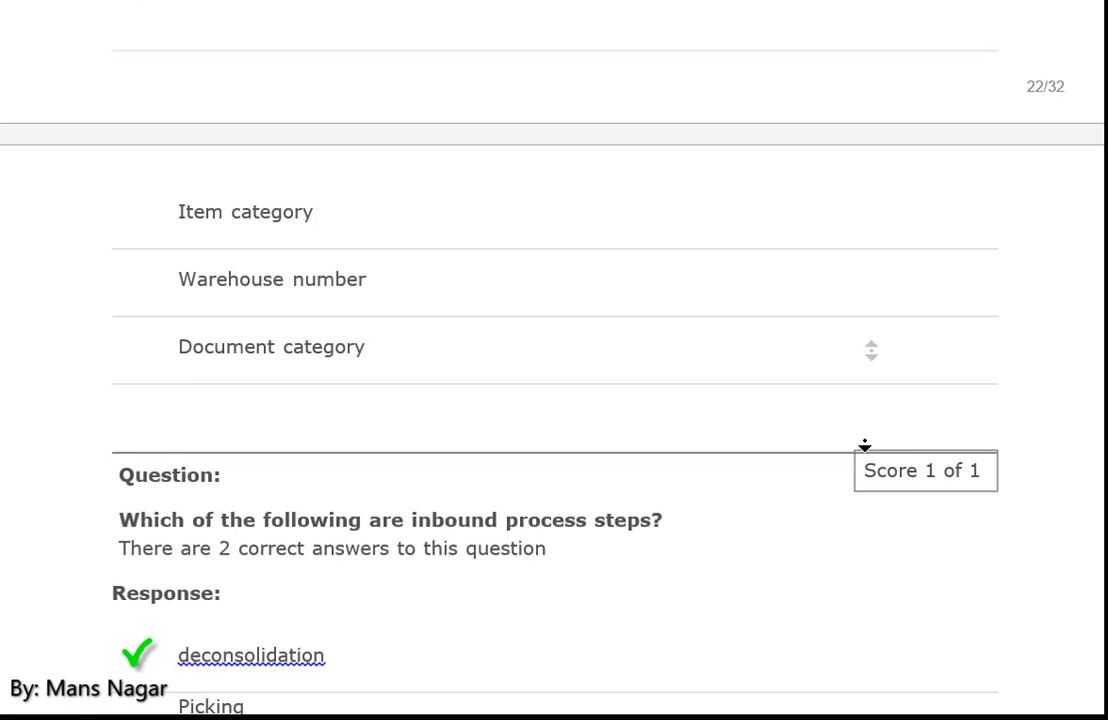 22/32
Item category
Warehouse number
Document category
Score 1 of 1
Question:
Which of the following are inbound process steps?
There are 2 correct answers to this question
Response:
deconsolidation
By: Mans Nagar
Picking